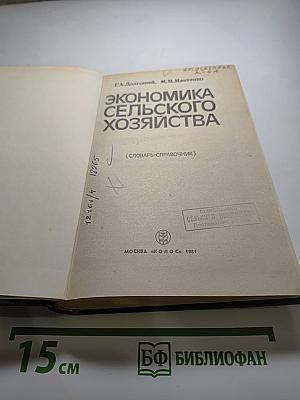 Г.А. Долгошей, М. М. Макеенко
ЭКОНОМИКА
СЕЛЬСКОГО
ХОЗЯЙСТВА
(СЛОВАРЬ-СПРАВОЧНИК)
МОСКВА «КОЛОС» 1981
15 СМ
БФ БИБЛИОФАН